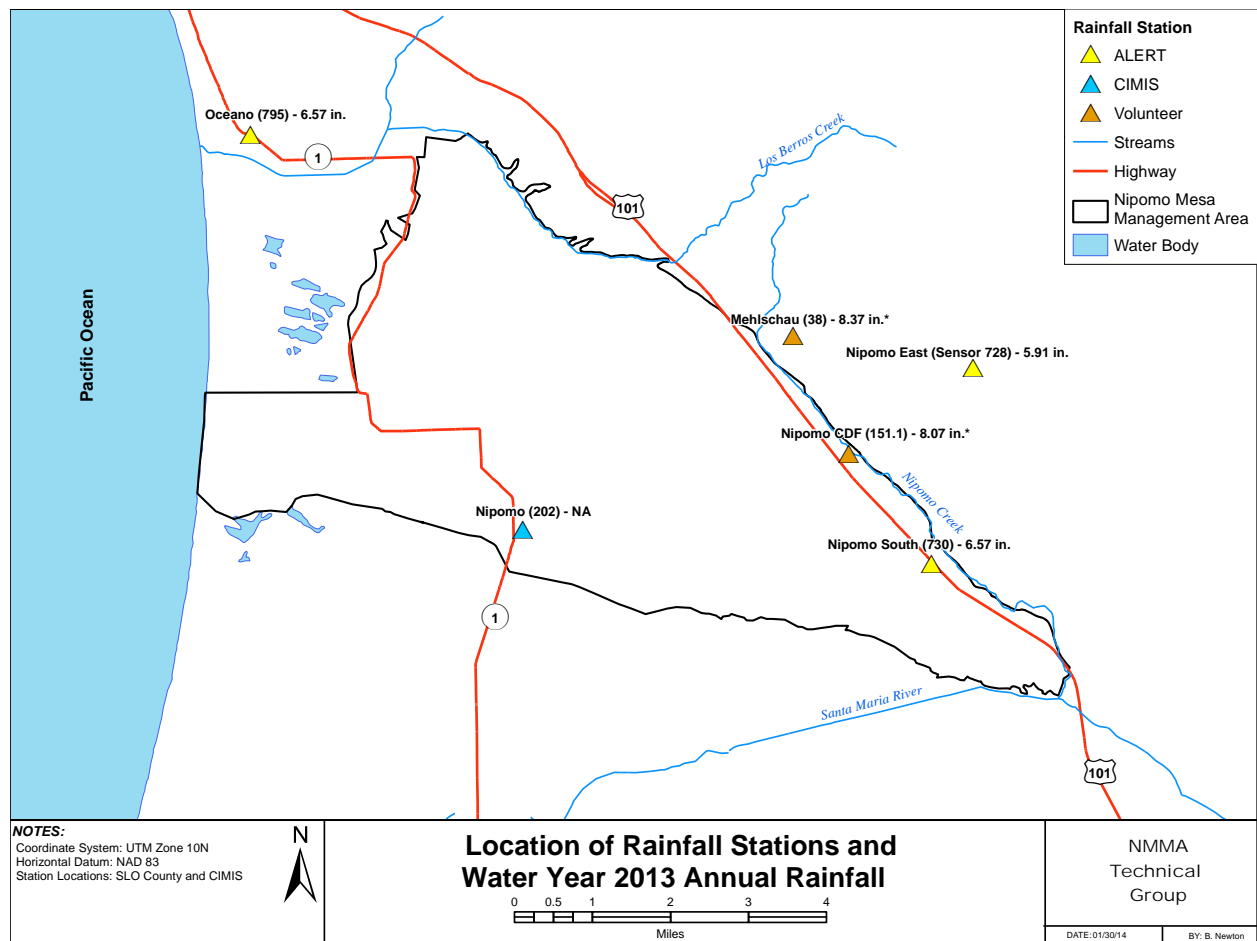 Rainfall Station
ALERT
CIMIS
Volunteer
Streams
Highway
Nipomo Mesa
Management Area
Water Body
Oceano (795) - 6.57 in.
1
101
Los Berros Creek
Pacific Ocean
Mehlschau (38) - 8.37 in.*
Nipomo East (Sensor 728) - 5.91 in.
Nipomo CDF (151.1) - 8.07 in.*
Nipomo Creek
Nipomo (202) - NA
Nipomo South (730) - 6.57 in.
1
Santa Maria River
101
NOTES:
Coordinate System: UTM Zone 10N
Horizontal Datum: NAD 83
Station Locations: SLO County and CIMIS
N
Location of Rainfall Stations and
Water Year 2013 Annual Rainfall
0 0.5 1 2 3 4
Miles
NMMA
Technical
Group
DATE: 01/30/14 BY: B. Newton